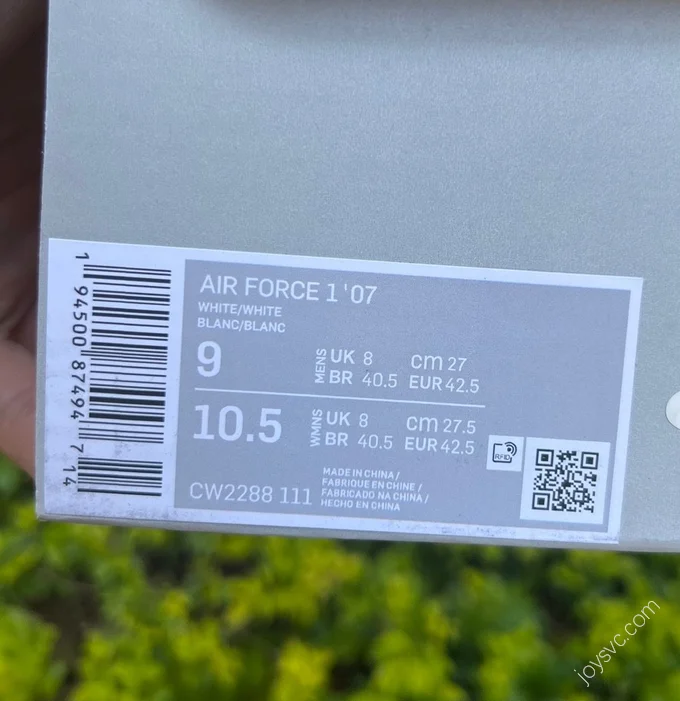 AIR FORCE 1 '07
WHITE/WHITE
BLANC/BLANC
9
MENS
UK 8 cm 27
BR 40.5 EUR 42.5
10.5
WMNS
UK 8 cm 27.5
BR 40.5 EUR 42.5
RFID
CW2288 111
MADE IN CHINA /
FABRIQUE EN CHINE /
FABRICADO NA CHINA /
HECHO EN CHINA
1 94500 87494 714
joysvc.com